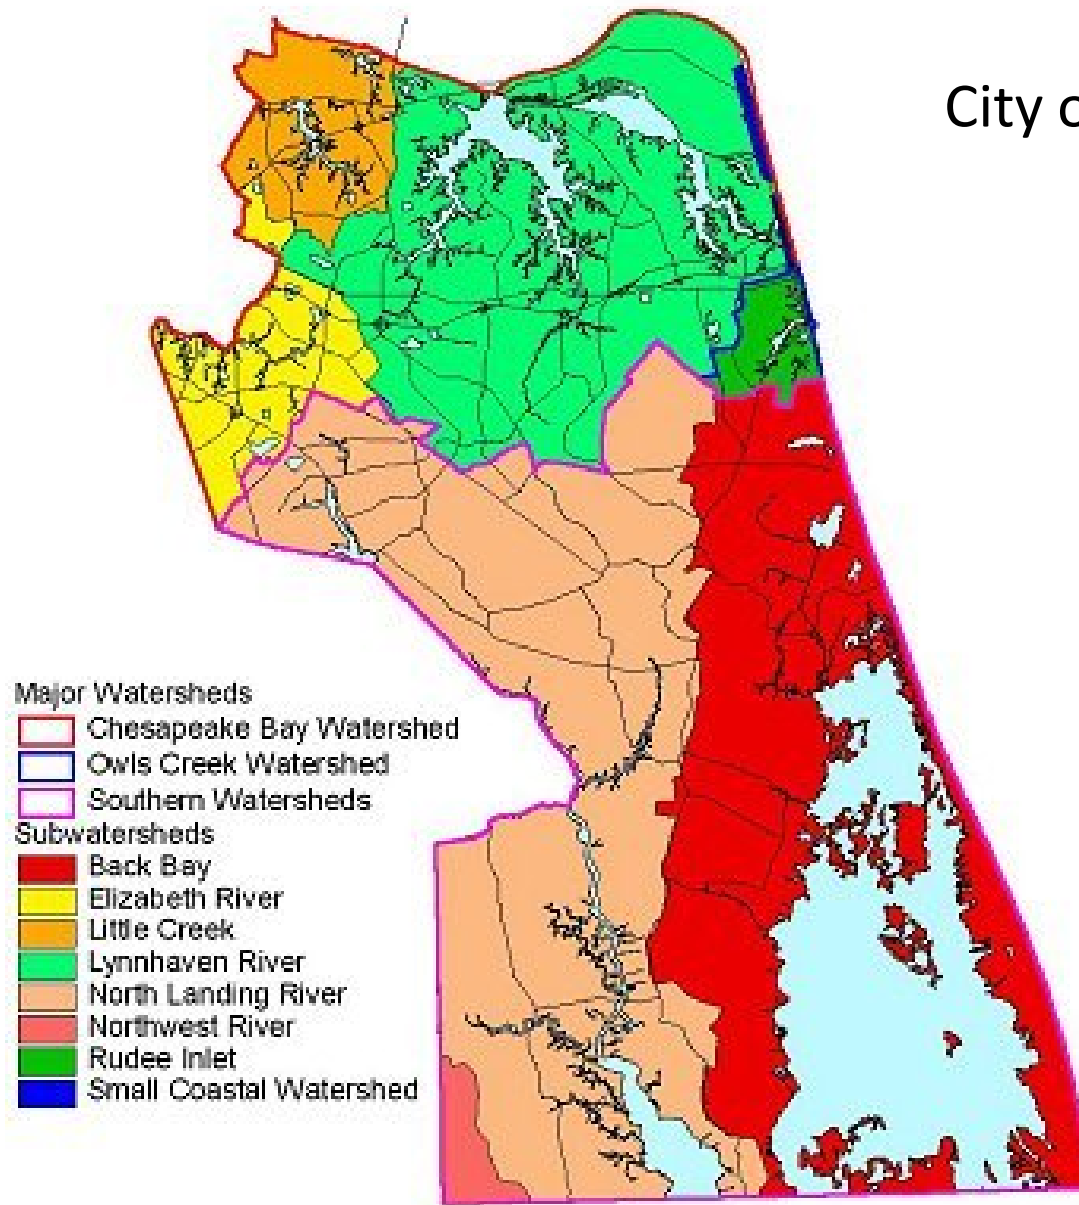 City o
Major Watersheds
Chesapeake Bay Watershed
Owls Creek Watershed
Southern Watersheds
Subwatersheds
Back Bay
Elizabeth River
Little Creek
Lynnhaven River
North Landing River
Northwest River
Rudee Inlet
Small Coastal Watershed